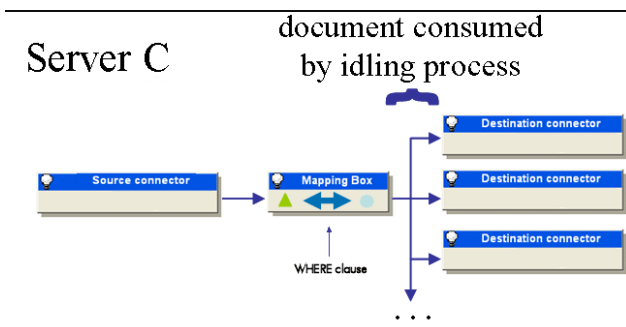 document consumed
by idling process
Server C
Destination connector
Source connector
Mapping Box
Destination connector
Destination connector
WHERE clause
. . .